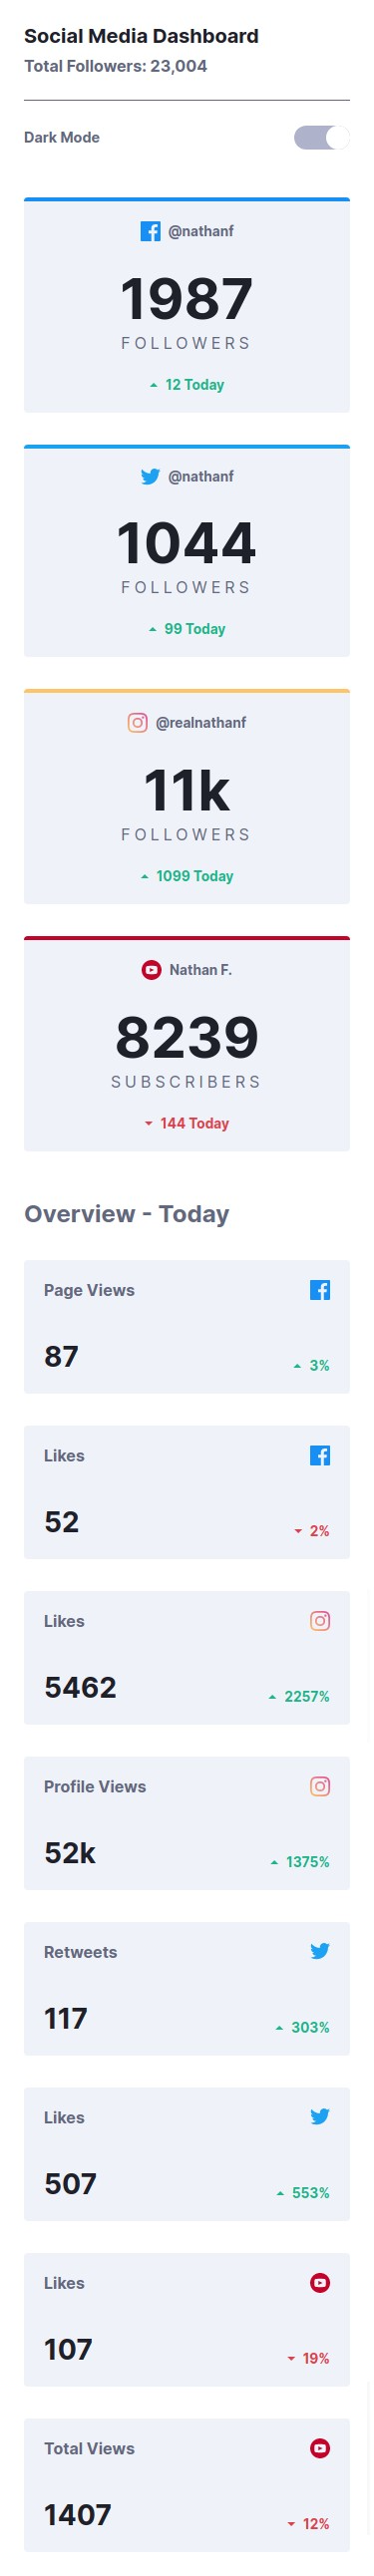 Social Media Dashboard
Total Followers: 23,004
Dark Mode
@nathanf
1987
FOLLOWERS
12 Today
@nathanf
1044
FOLLOWERS
99 Today
@realnathanf
11k
FOLLOWERS
1099 Today
Nathan F.
8239
SUBSCRIBERS
144 Today
Overview - Today
Page Views
87
3%
Likes
52
2%
Likes
5462
2257%
Profile Views
52k
1375%
Retweets
117
303%
Likes
507
553%
Likes
107
19%
Total Views
1407
12%